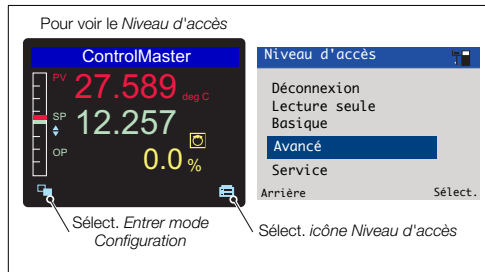 Pour voir le Niveau d'accès
ControlMaster
PV 27.589 deg C
SP 12.257
OP 0.0 %
Sélect. Entrer mode
Configuration
Sélect. icône Niveau d'accès
Niveau d'accès
Déconnexion
Lecture seule
Basique
Avancé
Service
Arrière Sélect.